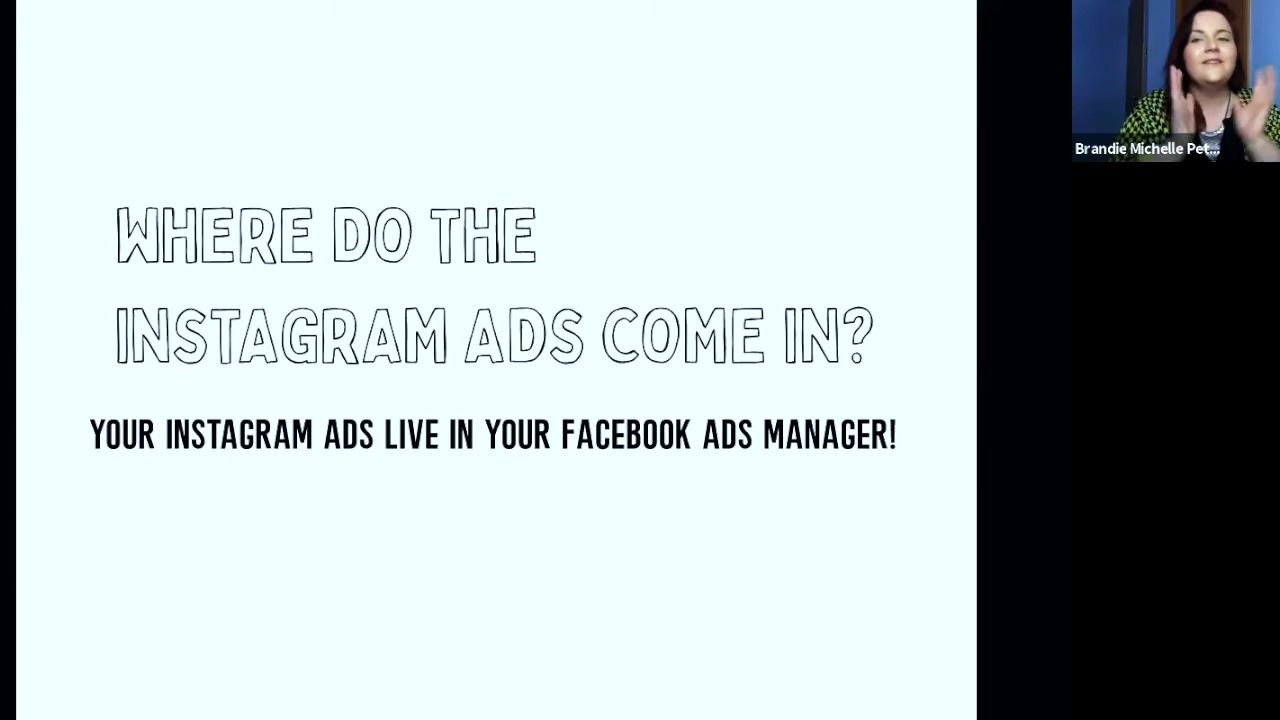 WHERE DO THE
INSTAGRAM ADS COME IN?
YOUR INSTAGRAM ADS LIVE IN YOUR FACEBOOK ADS MANAGER!
Brandie Michelle Pet...